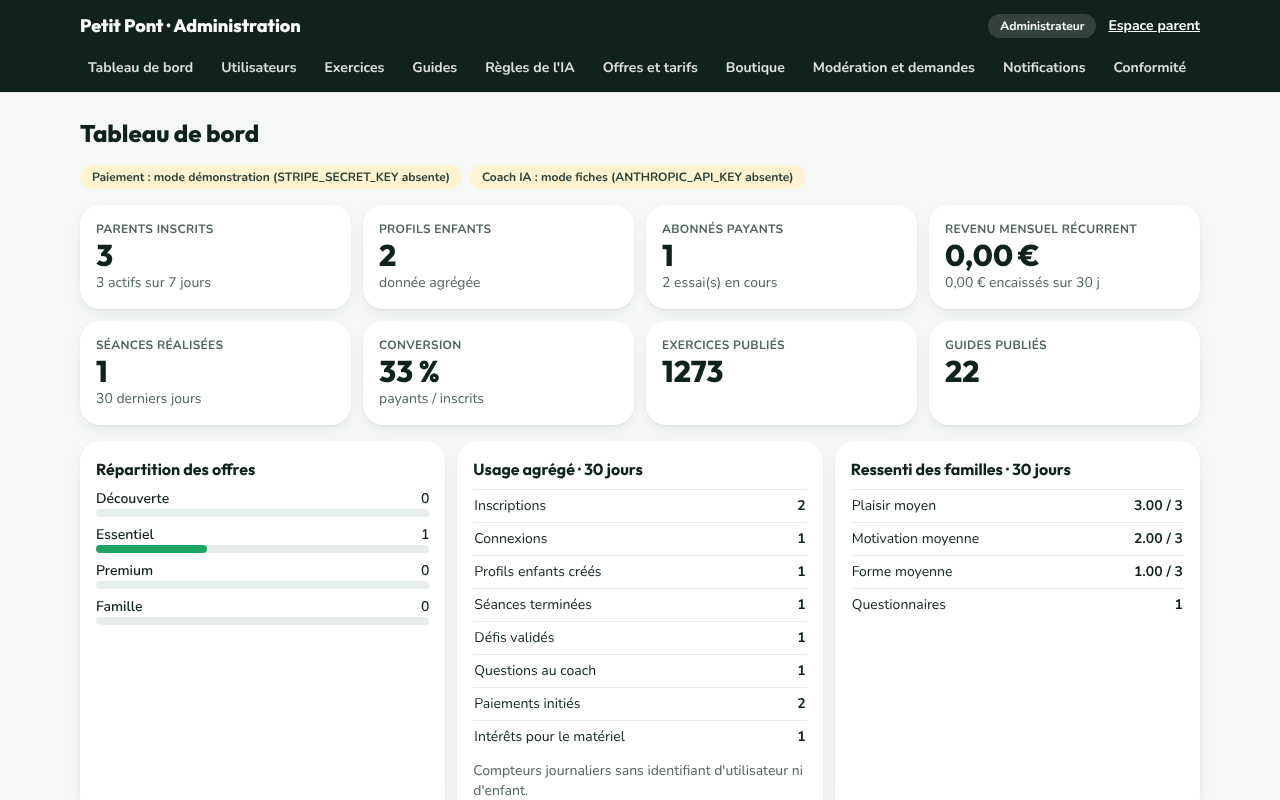 Petit Pont · Administration
Administrateur
Espace parent
Tableau de bord
Utilisateurs
Exercices
Guides
Règles de l'IA
Offres et tarifs
Boutique
Modération et demandes
Notifications
Conformité
Tableau de bord
Paiement : mode démonstration (STRIPE_SECRET_KEY absente)
Coach IA : mode fiches (ANTHROPIC_API_KEY absente)
PARENTS INSCRITS
3
3 actifs sur 7 jours
PROFILS ENFANTS
2
donnée agrégée
ABONNÉS PAYANTS
1
2 essai(s) en cours
REVENU MENSUEL RÉCURRENT
0,00 €
0,00 € encaissés sur 30 j
SÉANCES RÉALISÉES
1
30 derniers jours
CONVERSION
33 %
payants / inscrits
EXERCICES PUBLIÉS
1273
GUIDES PUBLIÉS
22
Répartition des offres
Découverte 0
Essentiel 1
Premium 0
Famille 0
Usage agrégé · 30 jours
Inscriptions 2
Connexions 1
Profils enfants créés 1
Séances terminées 1
Défis validés 1
Questions au coach 1
Paiements initiés 2
Intérêts pour le matériel 1
Compteurs journaliers sans identifiant d'utilisateur ni
d'enfant.
Ressenti des familles · 30 jours
Plaisir moyen 3.00 / 3
Motivation moyenne 2.00 / 3
Forme moyenne 1.00 / 3
Questionnaires 1